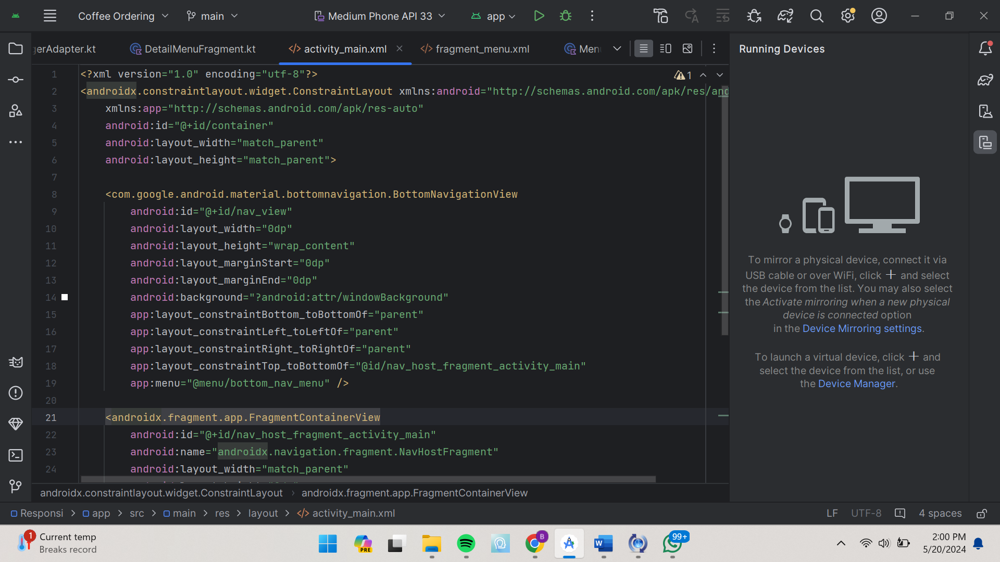 Coffee Ordering
main
Medium Phone API 33
app
gerAdapter.kt
DetailMenuFragment.kt
activity_main.xml
fragment_menu.xml
Men
Running Devices
1
1 <?xml version="1.0" encoding="utf-8"?>
2 <androidx.constraintlayout.widget.ConstraintLayout xmlns:android="http://schemas.android.com/apk/res/and
3 xmlns:app="http://schemas.android.com/apk/res-auto"
4 android:id="@+id/container"
5 android:layout_width="match_parent"
6 android:layout_height="match_parent">
7
8 <com.google.android.material.bottomnavigation.BottomNavigationView
9 android:id="@+id/nav_view"
10 android:layout_width="0dp"
11 android:layout_height="wrap_content"
12 android:layout_marginStart="0dp"
13 android:layout_marginEnd="0dp"
14 android:background="?android:attr/windowBackground"
15 app:layout_constraintBottom_toBottomOf="parent"
16 app:layout_constraintLeft_toLeftOf="parent"
17 app:layout_constraintRight_toRightOf="parent"
18 app:layout_constraintTop_toBottomOf="@id/nav_host_fragment_activity_main"
19 app:menu="@menu/bottom_nav_menu" />
20
21 <androidx.fragment.app.FragmentContainerView
22 android:id="@+id/nav_host_fragment_activity_main"
23 android:name="androidx.navigation.fragment.NavHostFragment"
24 android:layout_width="match_parent"
androidx.constraintlayout.widget.ConstraintLayout › androidx.fragment.app.FragmentContainerView
To mirror a physical device, connect it via
USB cable or over WiFi, click + and select
the device from the list. You may also select
the Activate mirroring when a new physical
device is connected option
in the Device Mirroring settings.
To launch a virtual device, click + and
select the device from the list, or use
the Device Manager.
Responsi > app > src > main > res > layout > activity_main.xml
LF
UTF-8
4 spaces
1
Current temp
Breaks record
PRE
B
W
99+
2:00 PM
5/20/2024